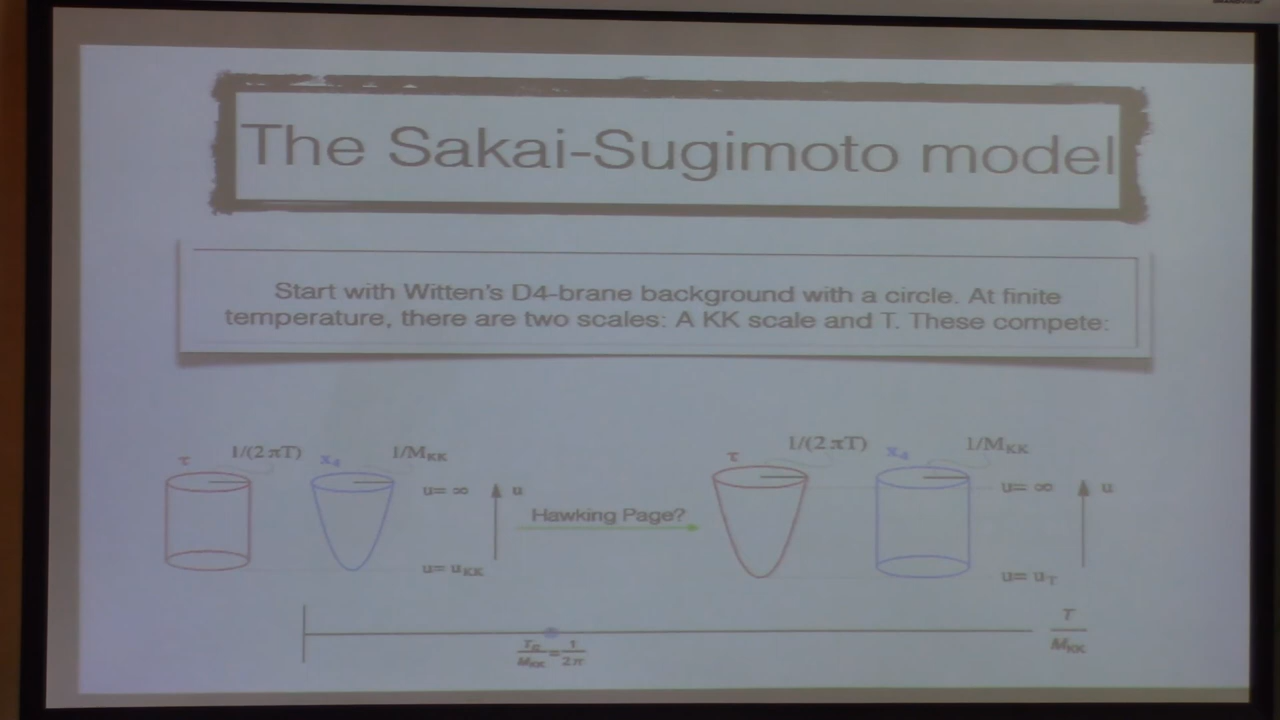 The Sakai-Sugimoto model
Start with Witten's D4-brane background with a circle. At finite
temperature, there are two scales: A KK scale and T. These compete:
τ
1/(2πT)
x₄
1/M_KK
u= ∞
u
u= u_KK
Hawking Page?
τ
1/(2πT)
x₄
1/M_KK
u= ∞
u
u= u_T
T_c/M_KK = 1/2π
T/M_KK